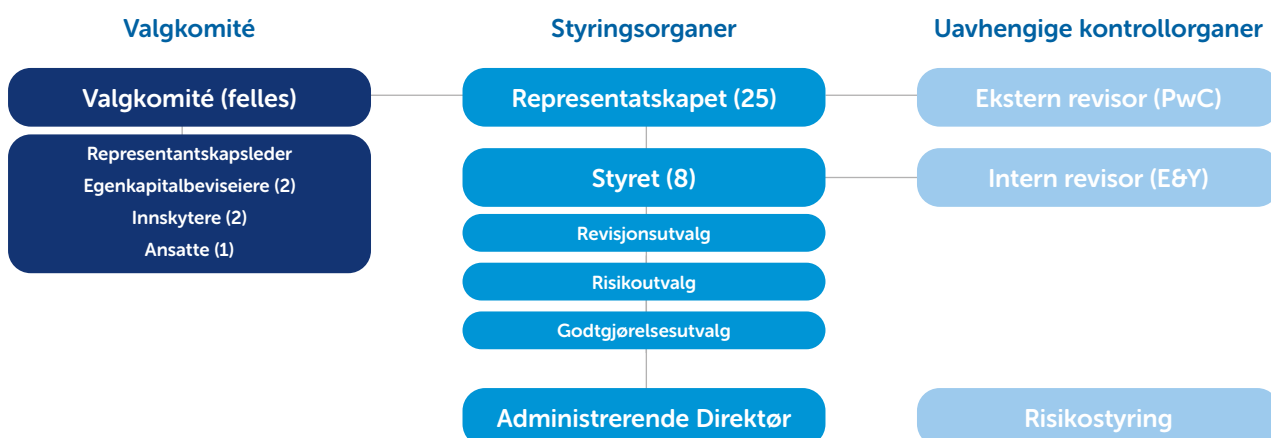 Valgkomité
Styringsorganer
Uavhengige kontrollorganer
Valgkomité (felles)
Representatskapet (25)
Ekstern revisor (PwC)
Representantskapsleder
Egenkapitalbeviseiere (2)
Innskytere (2)
Ansatte (1)
Styret (8)
Intern revisor (E&Y)
Revisjonsutvalg
Risikoutvalg
Godtgjørelsesutvalg
Administrerende Direktør
Risikostyring